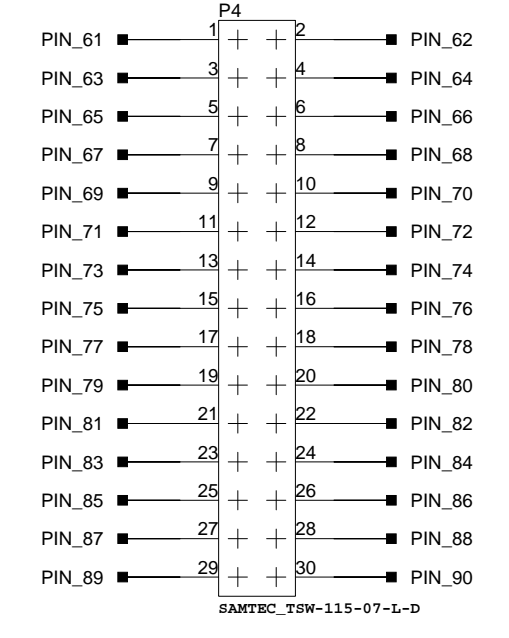 P4
PIN_61 1 2 PIN_62
PIN_63 3 4 PIN_64
PIN_65 5 6 PIN_66
PIN_67 7 8 PIN_68
PIN_69 9 10 PIN_70
PIN_71 11 12 PIN_72
PIN_73 13 14 PIN_74
PIN_75 15 16 PIN_76
PIN_77 17 18 PIN_78
PIN_79 19 20 PIN_80
PIN_81 21 22 PIN_82
PIN_83 23 24 PIN_84
PIN_85 25 26 PIN_86
PIN_87 27 28 PIN_88
PIN_89 29 30 PIN_90
SAMTEC_TSW-115-07-L-D